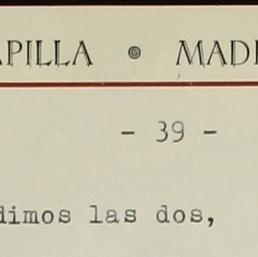 APILLA • MADI
- 39 -
dimos las dos,